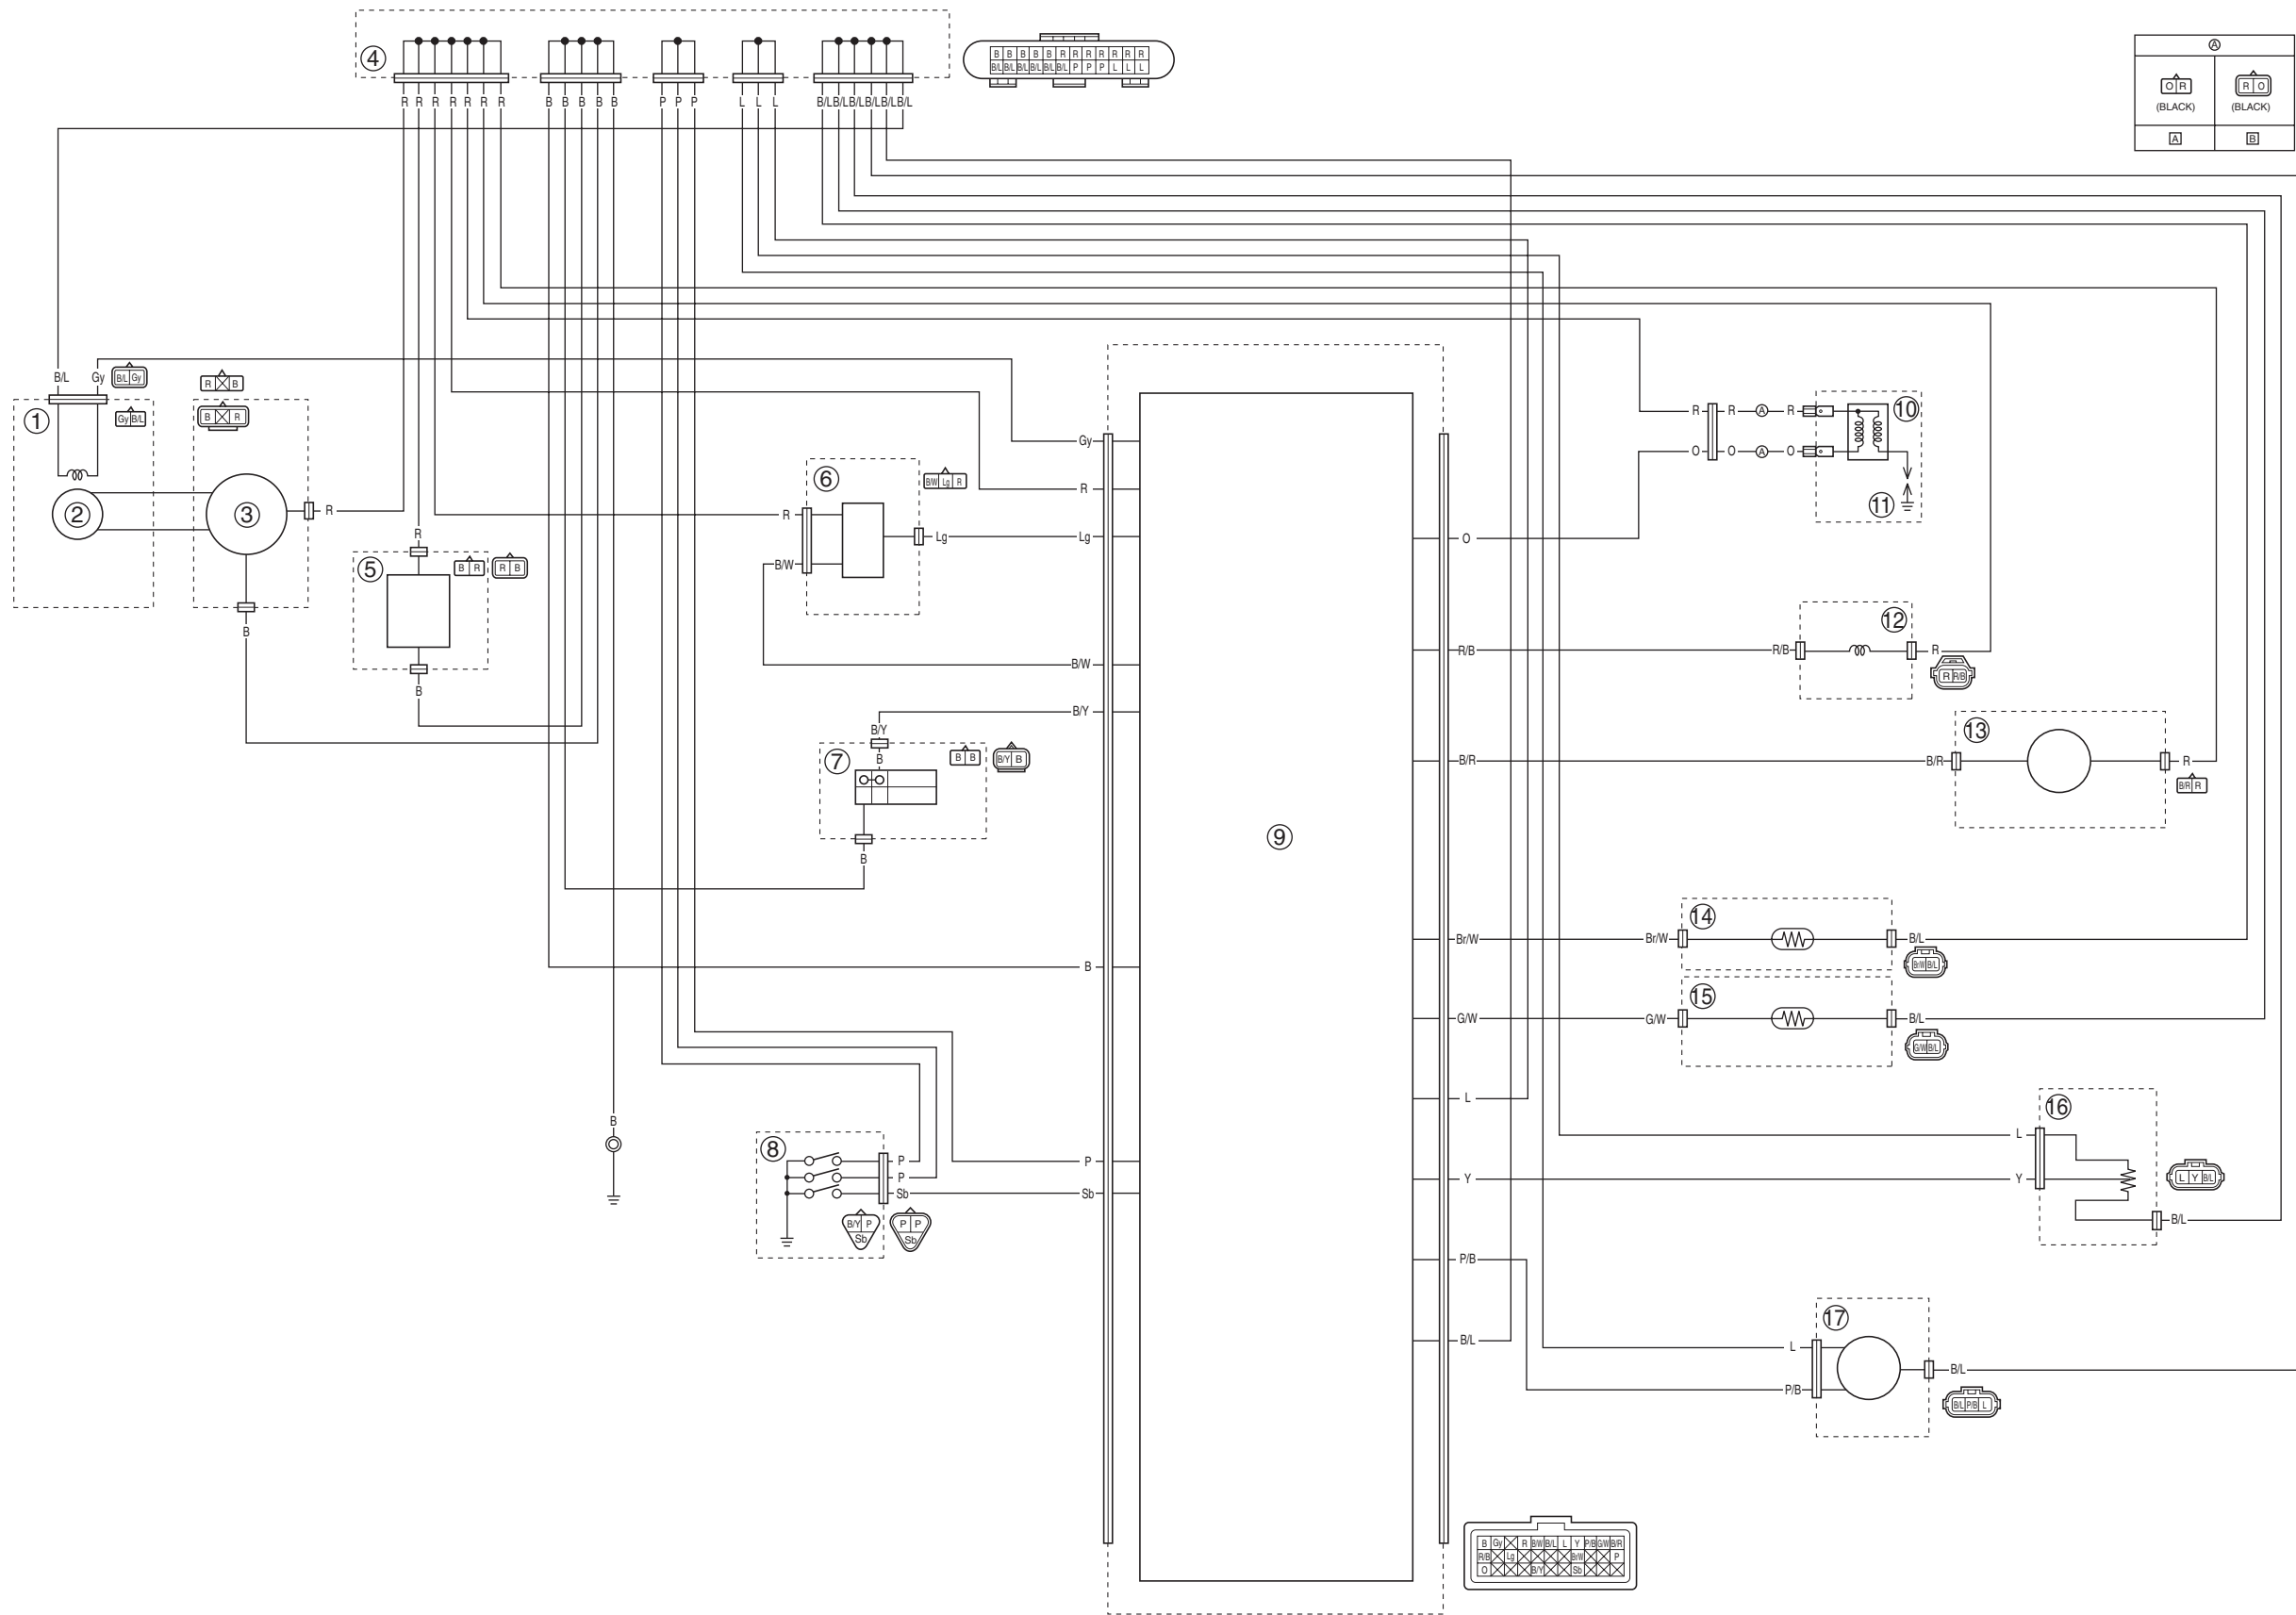 A
4
B B B B B R R R R R R R
B/L B/L B/L B/L B/L B/L P P P L L L
O R
R O
(BLACK) (BLACK)
A B
R R R R R R R B B B B B P P P L L L B/L B/L B/L B/L B/L B/L
B/L Gy B/L Gy
R B
Gy B/L
B R
1
2
3
R
B
R
5
B R
R B
B
6
B/W Lg R
R
Lg
B/W
Gy
R
Lg
B/W
B/Y
B/Y
B
7
B B
B/Y B
B
B
B
8
P
P
Sb
B/Y P
Sb
P P
Sb
P
Sb
9
R R A R
O O A O
10
11
O
12
R/B R/B R
R R/B
13
B/R B/R R
B/R R
14
Br/W Br/W B/L
Br/W B/L
15
G/W G/W B/L
G/W B/L
L
16
L
Y Y
L Y B/L
B/L
P/B
17
B/L
L
P/B
B/L
B/L P/B L
B Gy R B/W B/L L Y P/B G/W B/R
R/B Lg Br/W P
O B/Y Sb